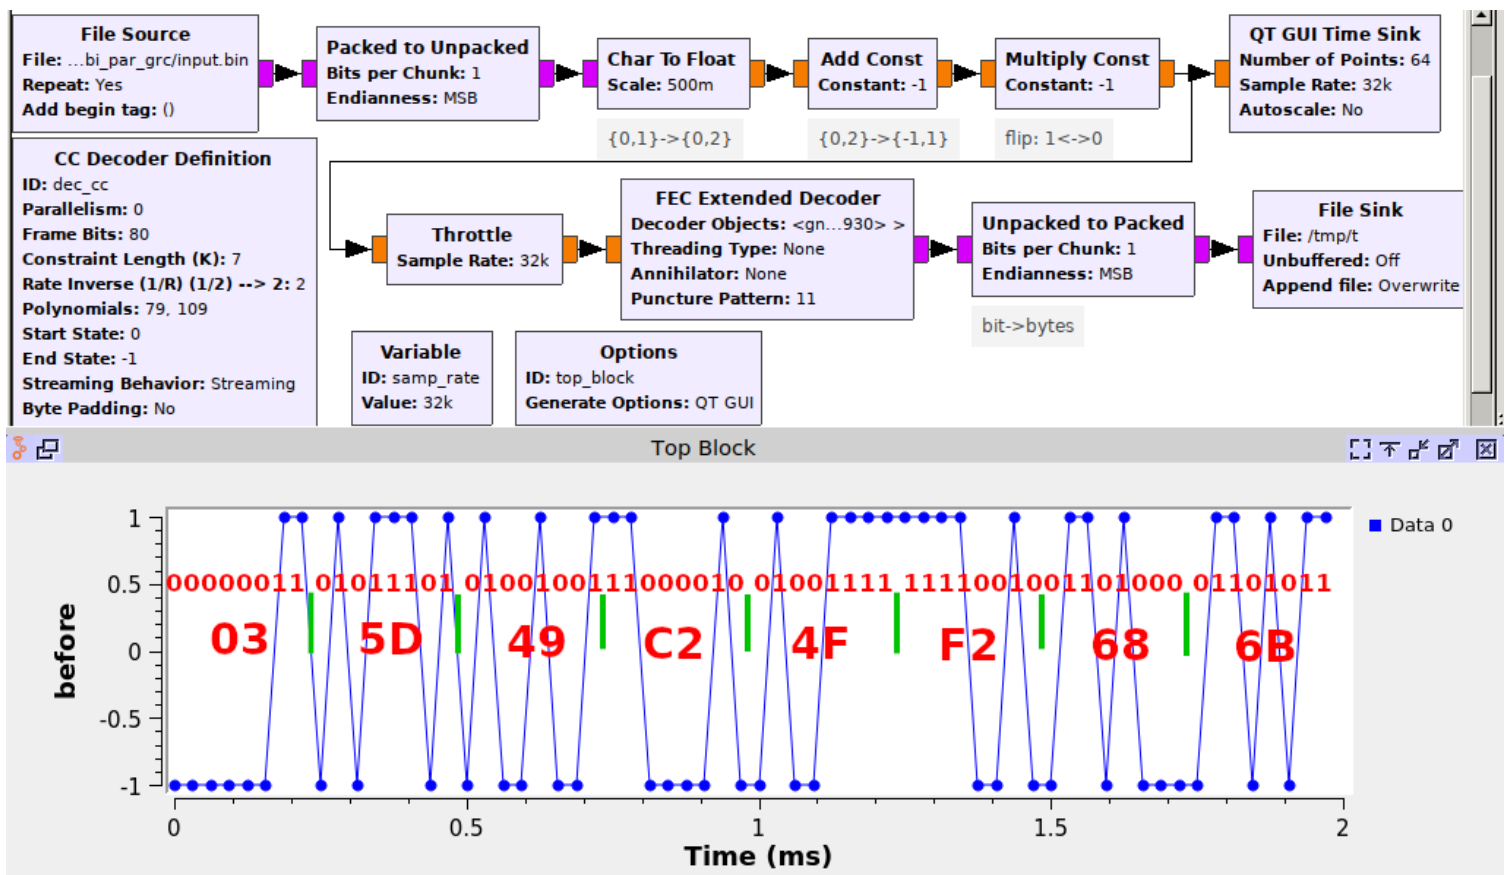 File Source
File: ...bi_par_grc/input.bin
Repeat: Yes
Add begin tag: ()
Packed to Unpacked
Bits per Chunk: 1
Endianness: MSB
Char To Float
Scale: 500m
{0,1}->{0,2}
Add Const
Constant: -1
{0,2}->{-1,1}
Multiply Const
Constant: -1
flip: 1<->0
QT GUI Time Sink
Number of Points: 64
Sample Rate: 32k
Autoscale: No
CC Decoder Definition
ID: dec_cc
Parallelism: 0
Frame Bits: 80
Constraint Length (K): 7
Rate Inverse (1/R) (1/2) --> 2: 2
Polynomials: 79, 109
Start State: 0
End State: -1
Streaming Behavior: Streaming
Byte Padding: No
Throttle
Sample Rate: 32k
FEC Extended Decoder
Decoder Objects: <gn...930> >
Threading Type: None
Annihilator: None
Puncture Pattern: 11
Unpacked to Packed
Bits per Chunk: 1
Endianness: MSB
bit->bytes
File Sink
File: /tmp/t
Unbuffered: Off
Append file: Overwrite
Variable
ID: samp_rate
Value: 32k
Options
ID: top_block
Generate Options: QT GUI
Top Block
1
0.5
0
-0.5
-1
before
00000011 01011101 0100100111000010 01001111 1111001001101000 01101011
03 5D 49 C2 4F F2 68 6B
Data 0
0 0.5 1 1.5 2
Time (ms)